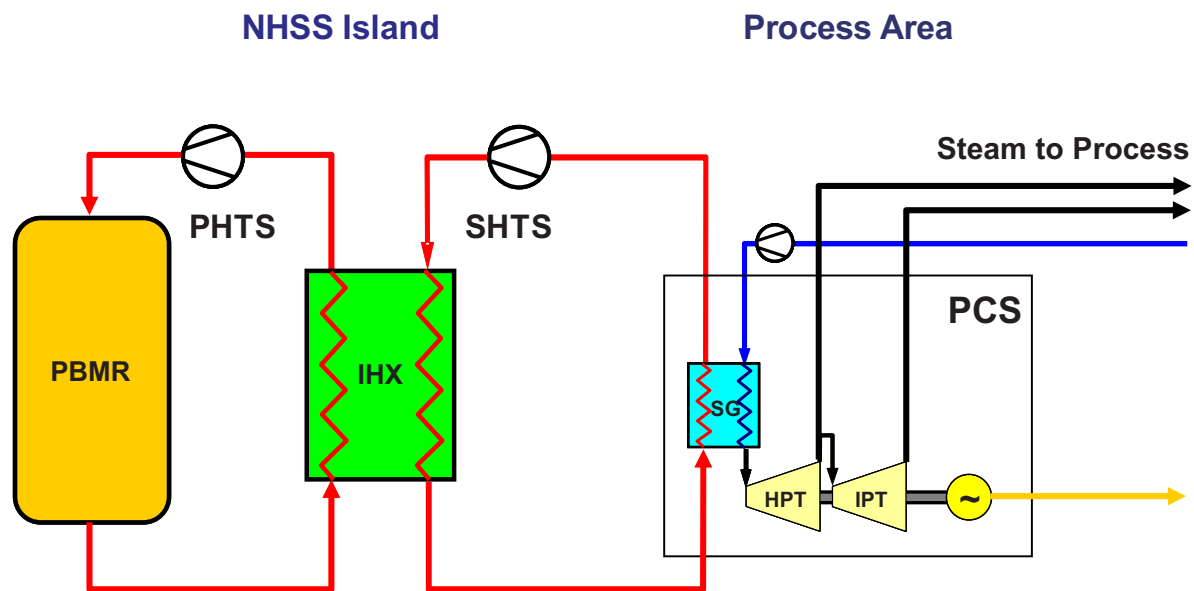 NHSS Island
Process Area
Steam to Process
PHTS
SHTS
PCS
PBMR
IHX
SG
HPT
IPT
~